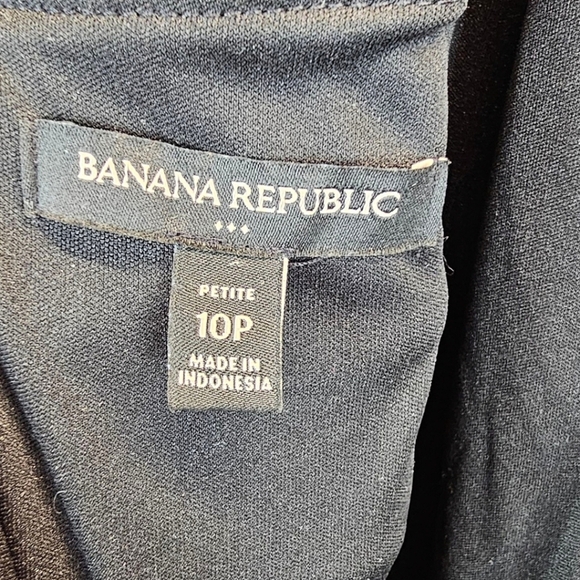 BANANA REPUBLIC
PETITE
10P
MADE IN
INDONESIA